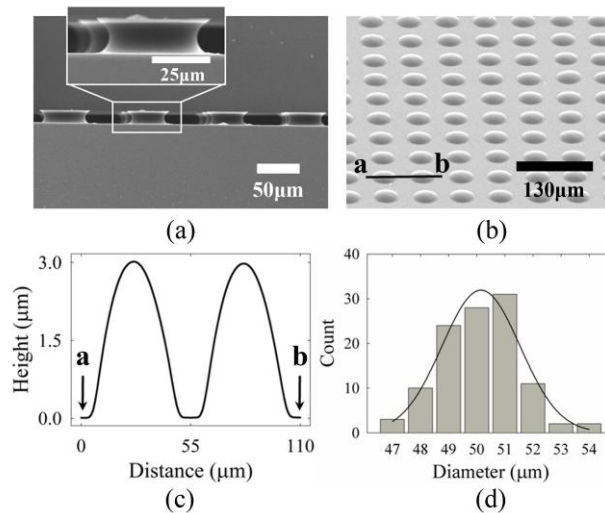 25μm
50μm
(a)
a
b
130μm
(b)
Height (μm)
3.0
1.5
0.0
a
b
0
55
110
Distance (μm)
(c)
Count
40
30
20
10
0
47 48 49 50 51 52 53 54
Diameter (μm)
(d)